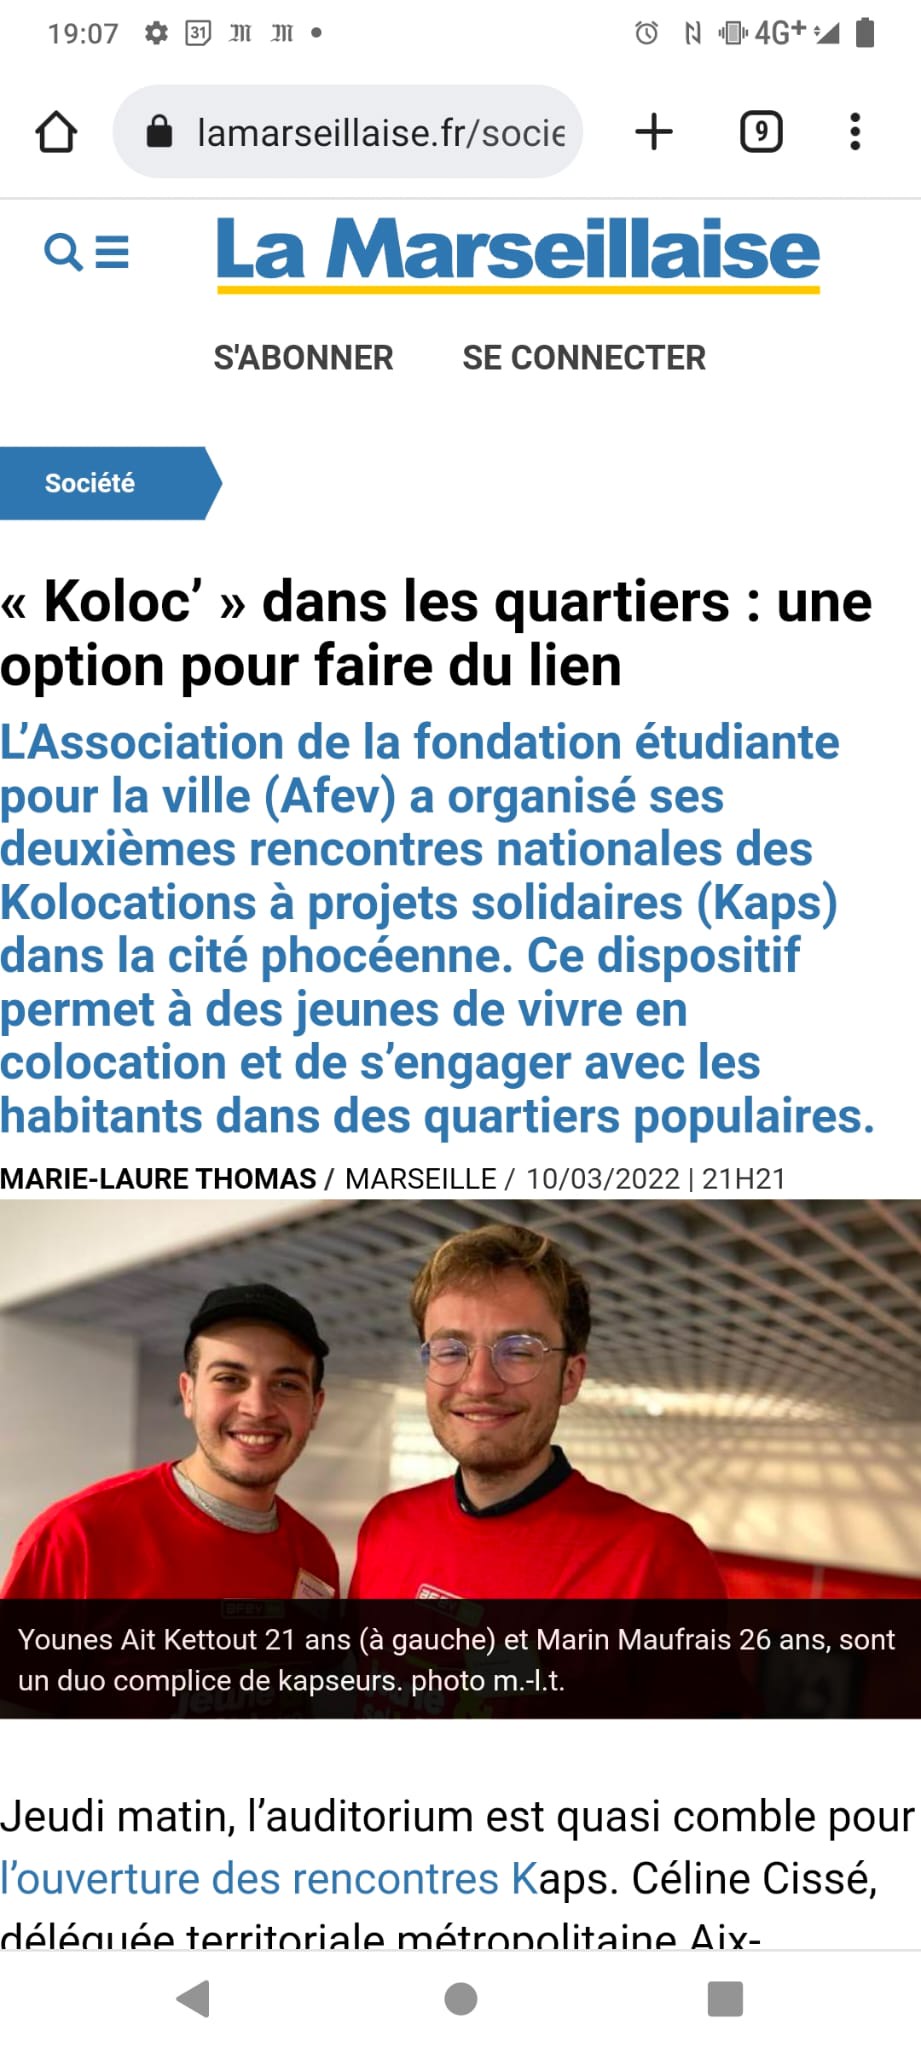 19:07
31
4G+
lamarseillaise.fr/socie
9
La Marseillaise
S'ABONNER SE CONNECTER
Société
« Koloc’ » dans les quartiers : une
option pour faire du lien
L’Association de la fondation étudiante
pour la ville (Afev) a organisé ses
deuxièmes rencontres nationales des
Kolocations à projets solidaires (Kaps)
dans la cité phocéenne. Ce dispositif
permet à des jeunes de vivre en
colocation et de s’engager avec les
habitants dans des quartiers populaires.
MARIE-LAURE THOMAS / MARSEILLE / 10/03/2022 | 21H21
Younes Ait Kettout 21 ans (à gauche) et Marin Maufrais 26 ans, sont
un duo complice de kapseurs. photo m.-l.t.
Jeudi matin, l’auditorium est quasi comble pour
l’ouverture des rencontres Kaps. Céline Cissé,
déléguée territoriale métropolitaine Aix-